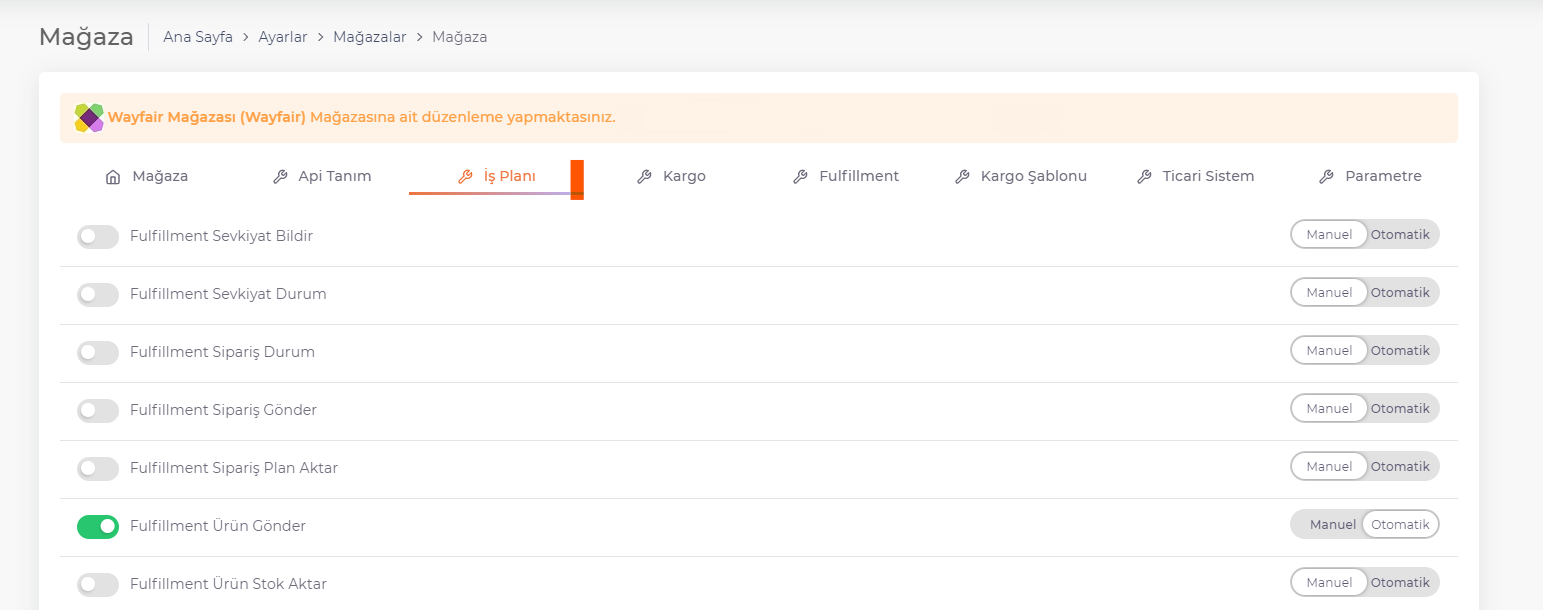 Mağaza Ana Sayfa > Ayarlar > Mağazalar > Mağaza
Wayfair Mağazası (Wayfair) Mağazasına ait düzenleme yapmaktasınız.
Mağaza Api Tanım İş Planı Kargo Fulfillment Kargo Şablonu Ticari Sistem Parametre
Fulfillment Sevkiyat Bildir Manuel Otomatik
Fulfillment Sevkiyat Durum Manuel Otomatik
Fulfillment Sipariş Durum Manuel Otomatik
Fulfillment Sipariş Gönder Manuel Otomatik
Fulfillment Sipariş Plan Aktar Manuel Otomatik
Fulfillment Ürün Gönder Manuel Otomatik
Fulfillment Ürün Stok Aktar Manuel Otomatik